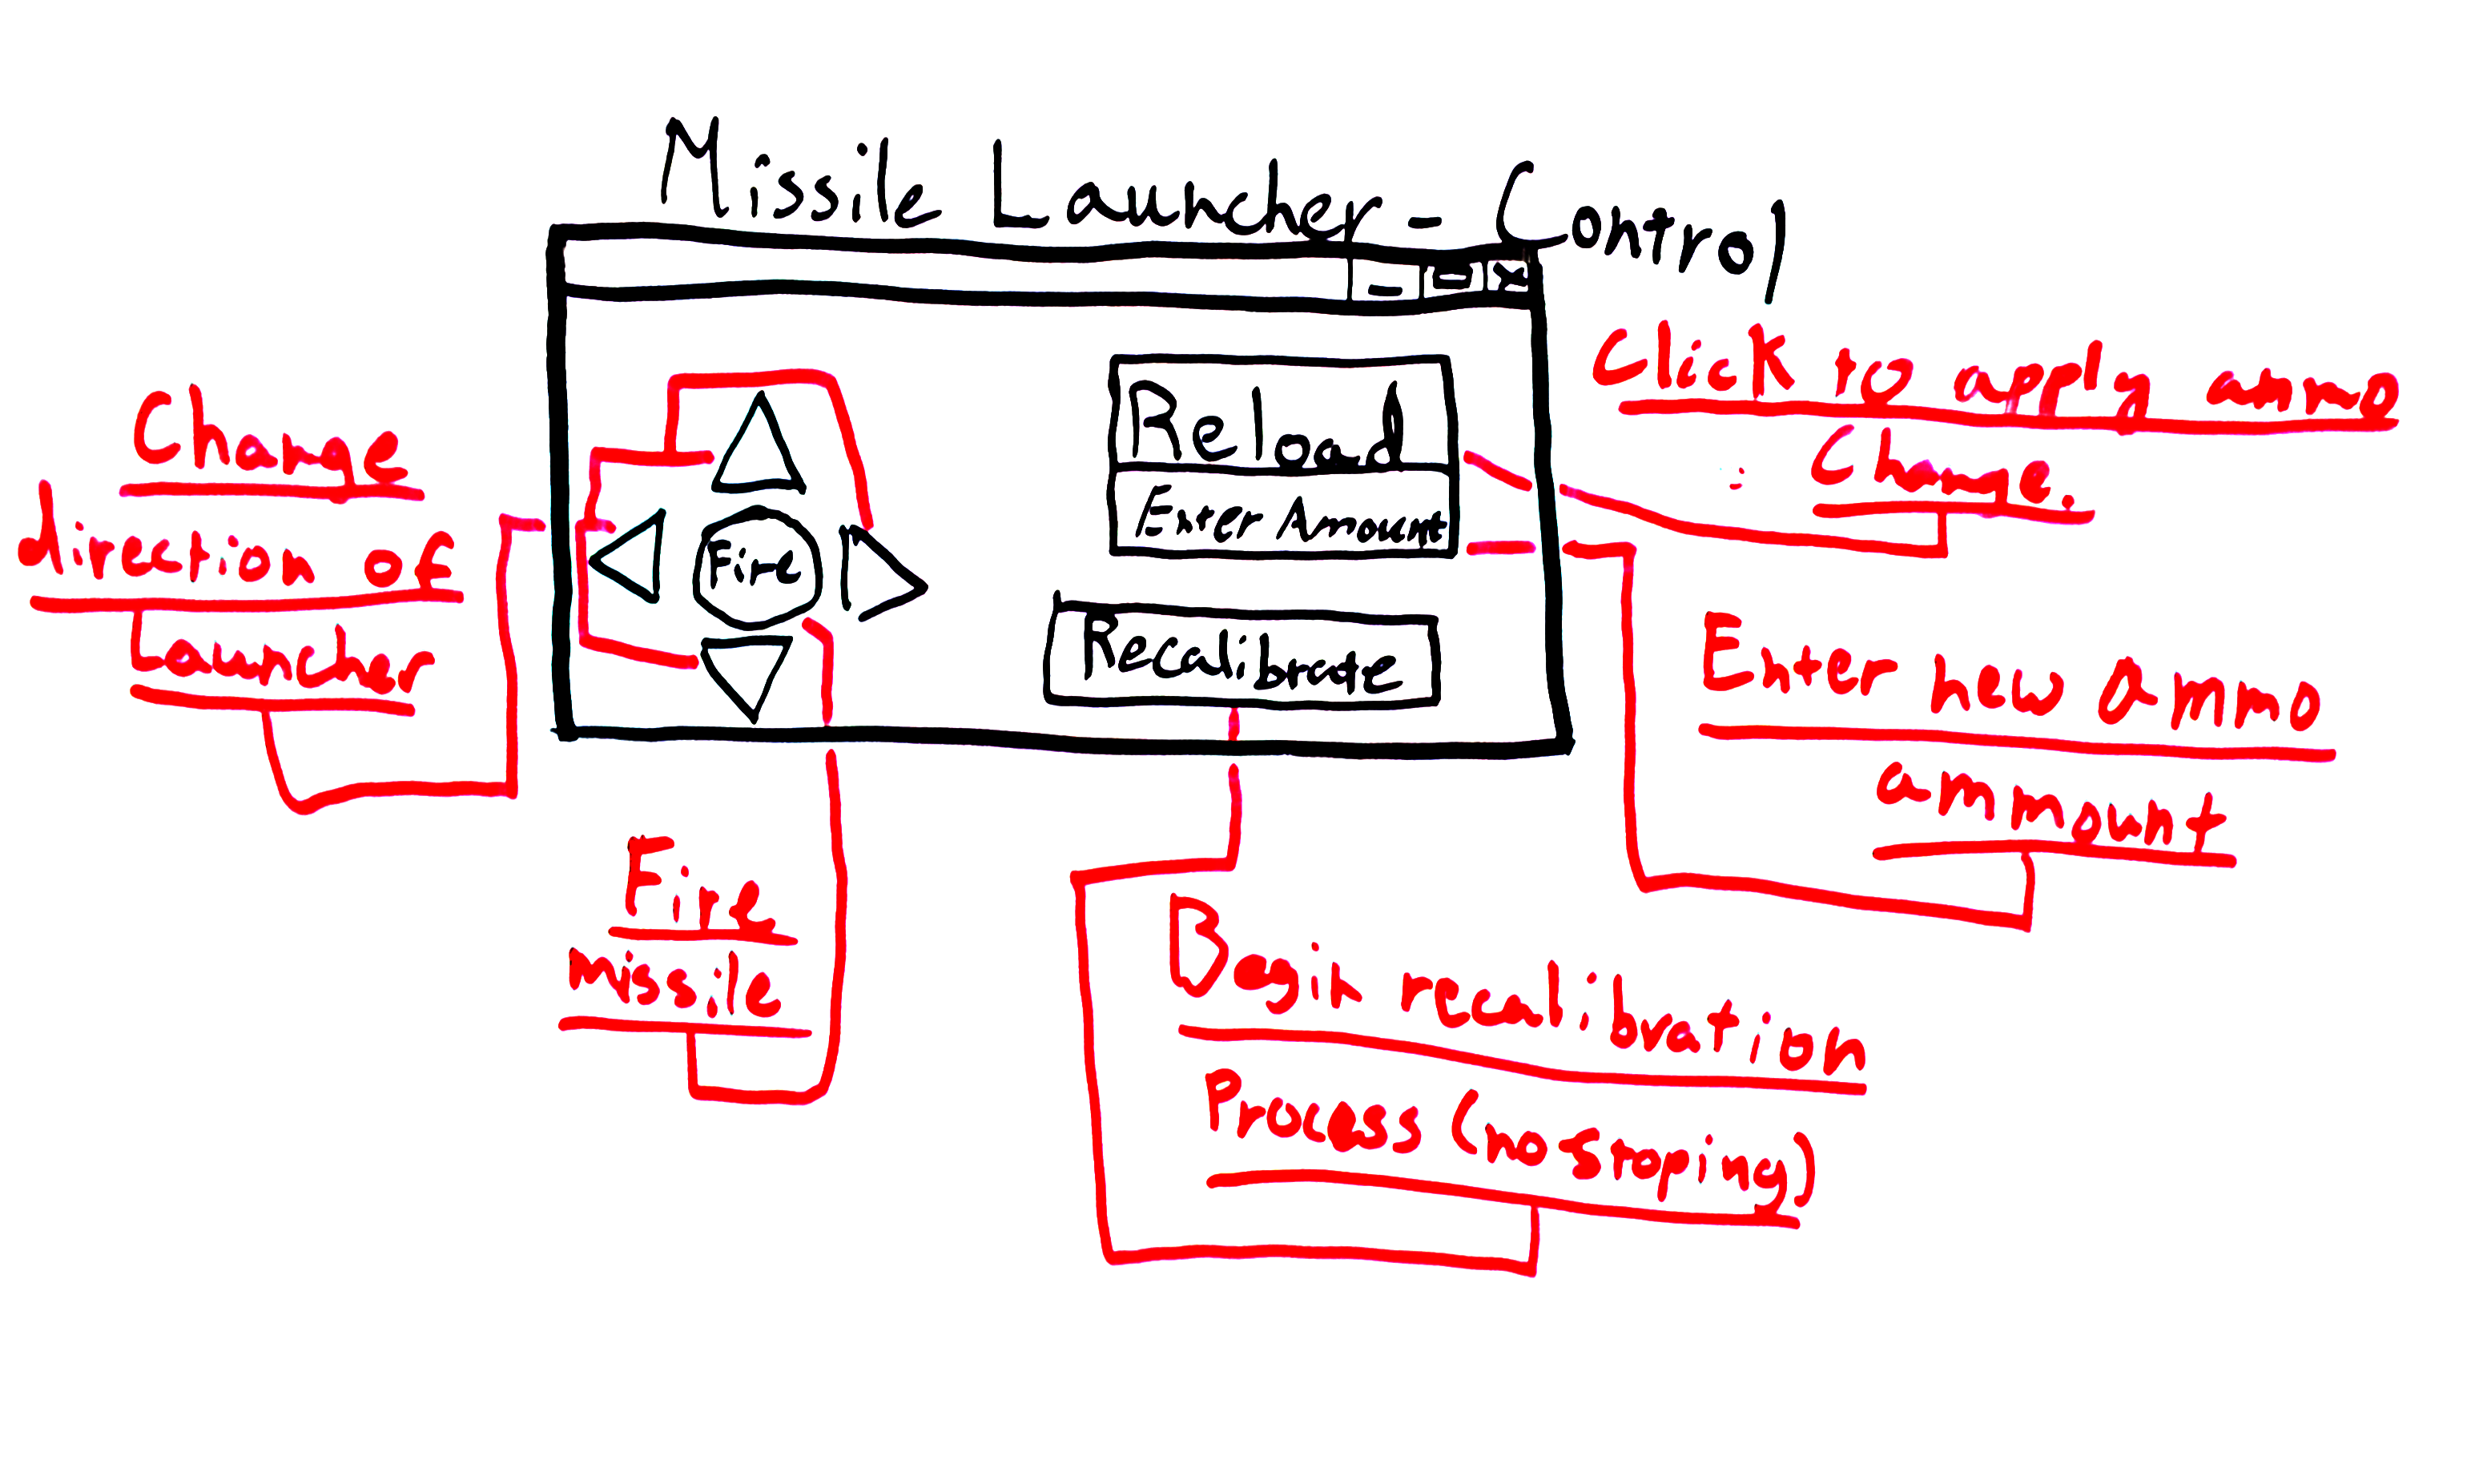 Missile Launcher - Control
Click to apply ammo
Change.
Change
direction of
Launcher
Reload
Enter Amount
Fire
Recalibrate
Enter new Ammo
ammount
Fire
missile
Begin recalibration
Process (no stoping)